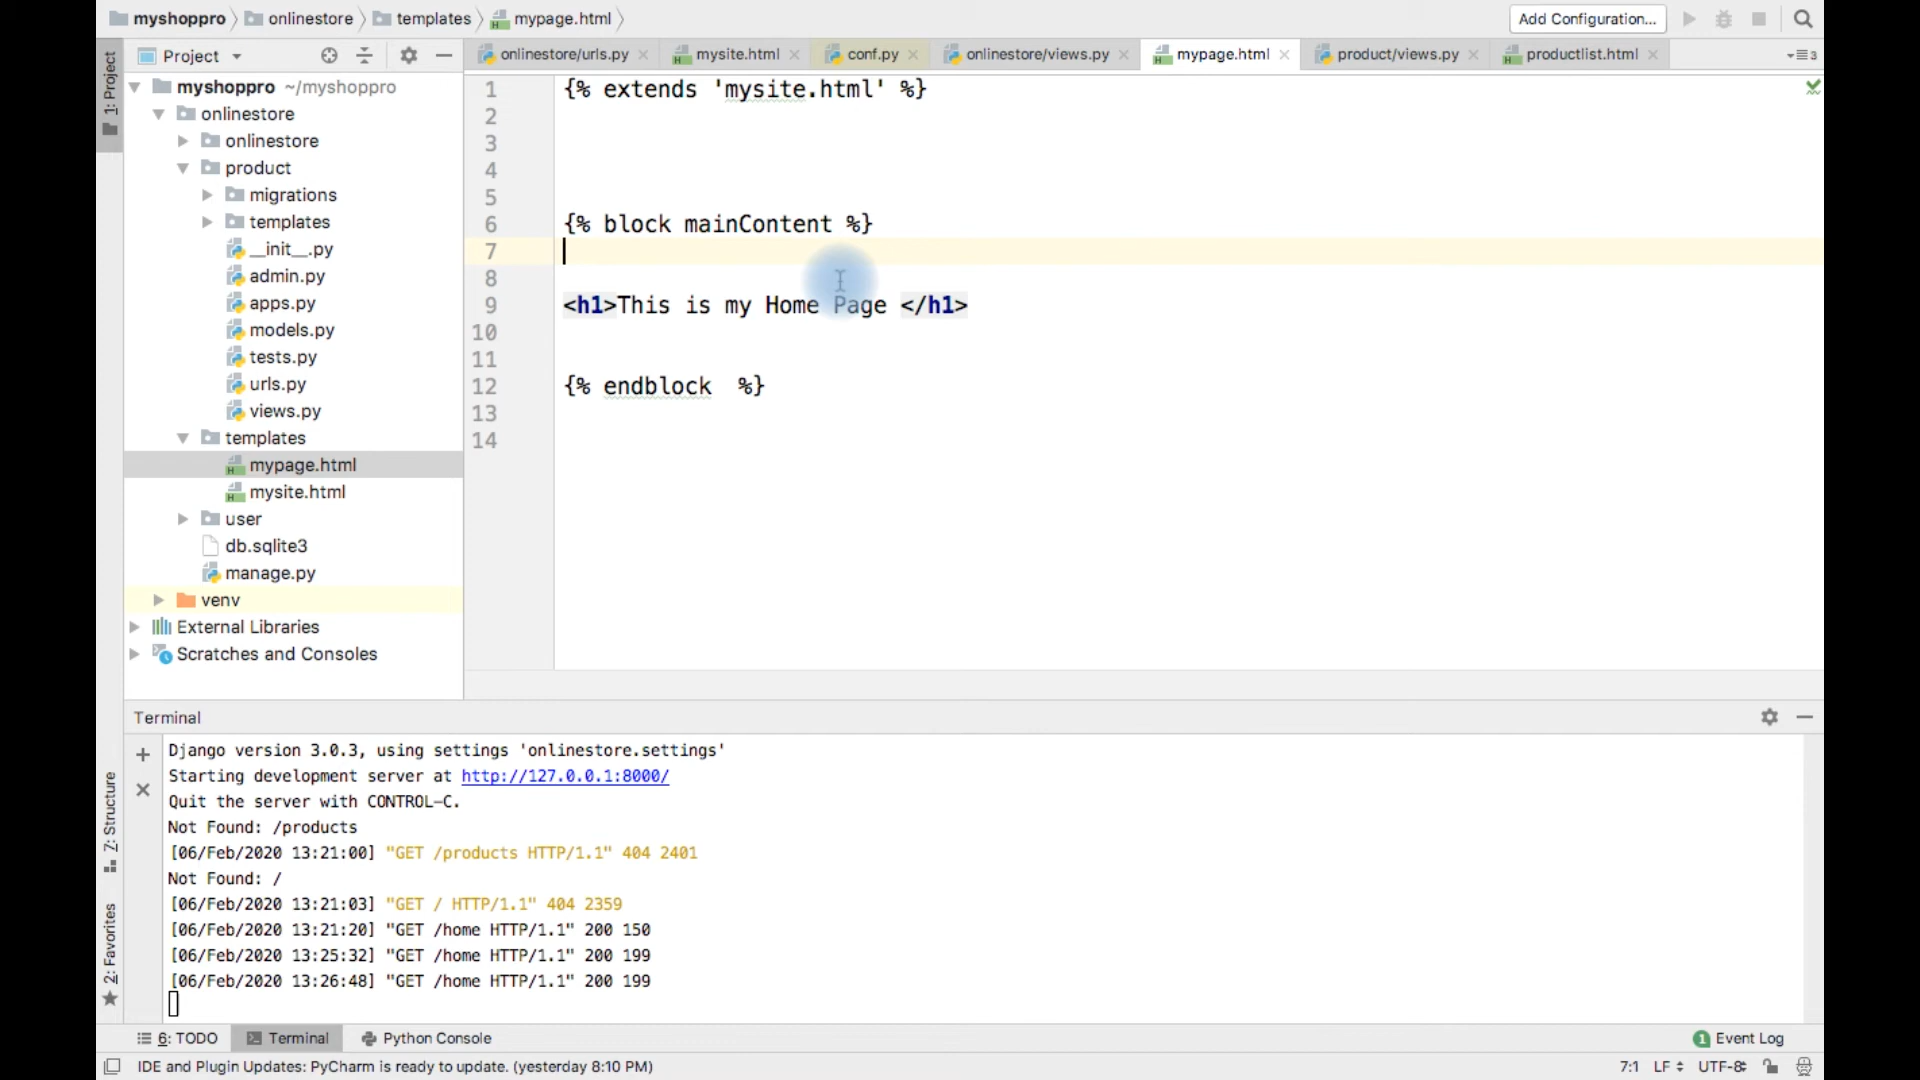 myshoppro onlinestore templates mypage.html
Add Configuration...
Project
onlinestore/urls.py mysite.html conf.py onlinestore/views.py mypage.html product/views.py productlist.html 3
1: Project
myshoppro ~/myshoppro
onlinestore
onlinestore
product
migrations
templates
__init__.py
admin.py
apps.py
models.py
tests.py
urls.py
views.py
templates
mypage.html
mysite.html
user
db.sqlite3
manage.py
venv
External Libraries
Scratches and Consoles
1 {% extends 'mysite.html' %}
2
3
4
5
6 {% block mainContent %}
7
8
9 <h1>This is my Home Page </h1>
10
11
12 {% endblock  %}
13
14
Terminal
Django version 3.0.3, using settings 'onlinestore.settings'
Starting development server at http://127.0.0.1:8000/
Quit the server with CONTROL-C.
Not Found: /products
[06/Feb/2020 13:21:00] "GET /products HTTP/1.1" 404 2401
Not Found: /
[06/Feb/2020 13:21:03] "GET / HTTP/1.1" 404 2359
[06/Feb/2020 13:21:20] "GET /home HTTP/1.1" 200 150
[06/Feb/2020 13:25:32] "GET /home HTTP/1.1" 200 199
[06/Feb/2020 13:26:48] "GET /home HTTP/1.1" 200 199
Z: Structure
2: Favorites
6: TODO Terminal Python Console
1 Event Log
IDE and Plugin Updates: PyCharm is ready to update. (yesterday 8:10 PM)
7:1 LF UTF-8